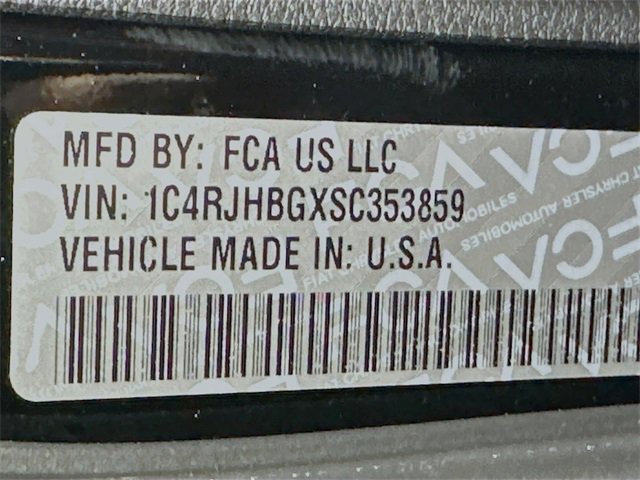 MFD BY: FCA US LLC
VIN: 1C4RJHBGXSC353859
VEHICLE MADE IN: U.S.A.